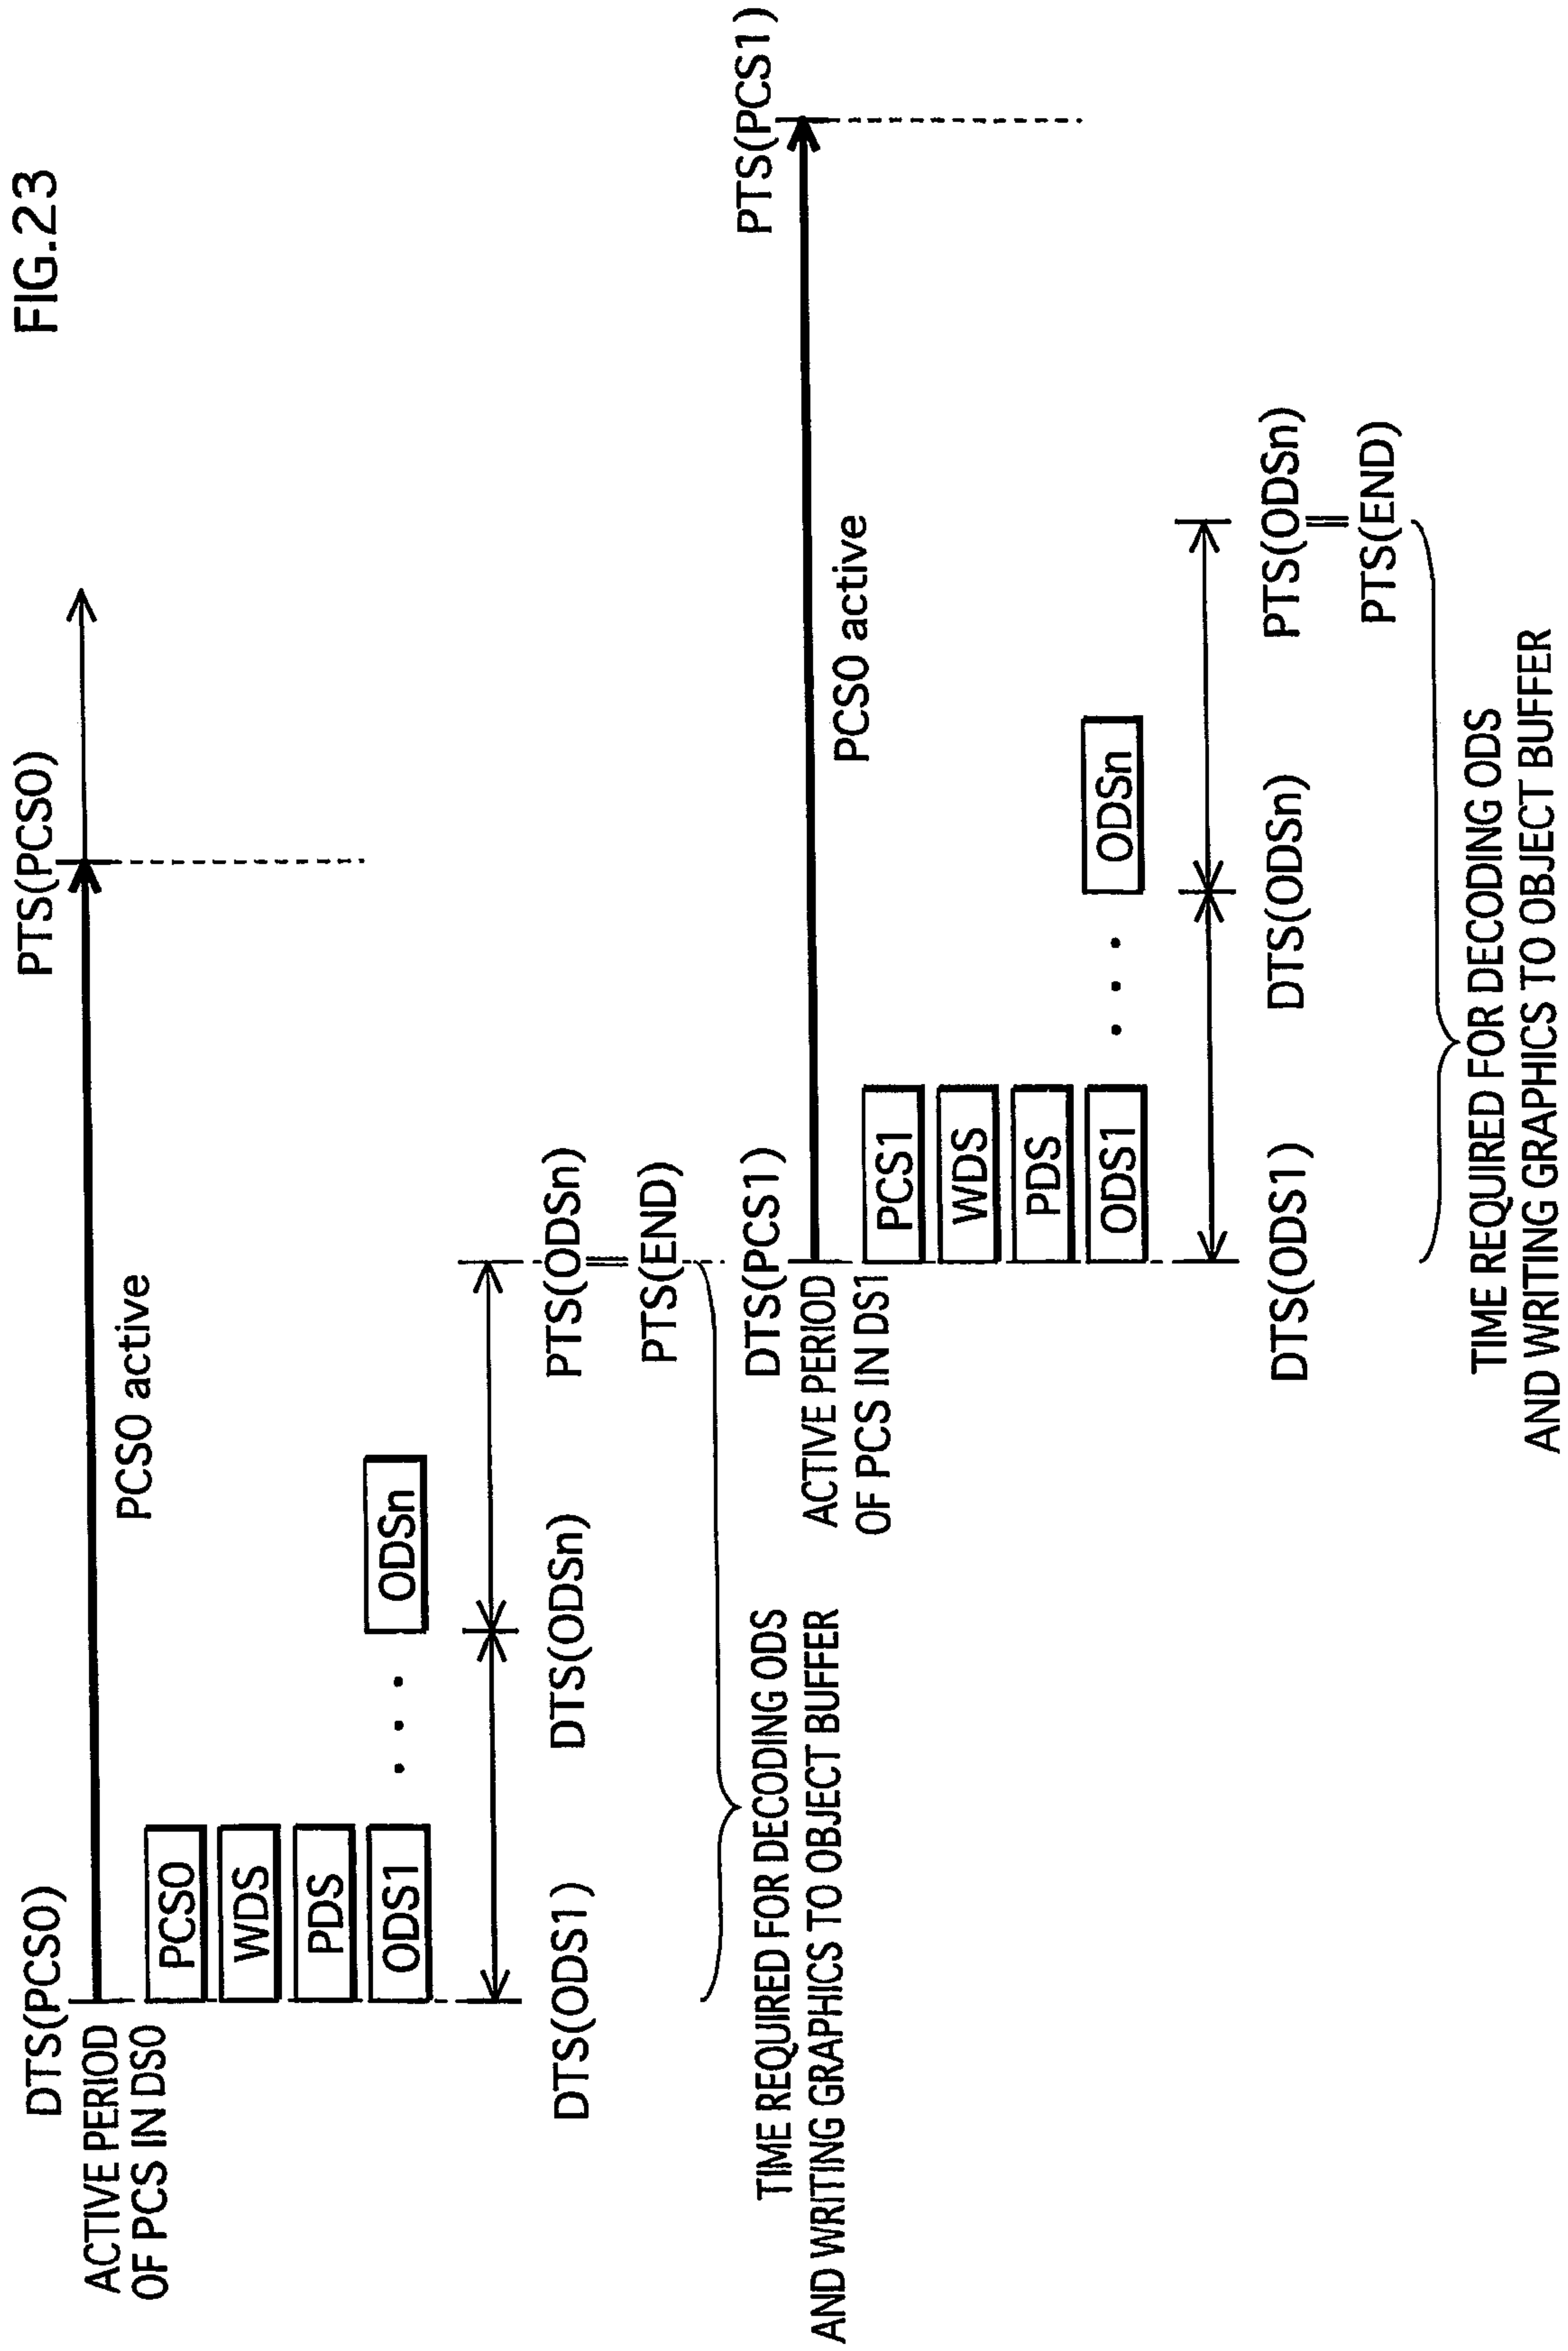 FIG.23
DTS(PCS0)
PTS(PCS0)
ACTIVE PERIOD
OF PCS IN DS0
PCS0 active
PCS0
WDS
PDS
ODS1
. . .
ODSn
DTS(ODS1)
DTS(ODSn)
PTS(ODSn)
=
PTS(END)
TIME REQUIRED FOR DECODING ODS
AND WRITING GRAPHICS TO OBJECT BUFFER
DTS(PCS1)
PTS(PCS1)
ACTIVE PERIOD
OF PCS IN DS1
PCS0 active
PCS1
WDS
PDS
ODS1
. . .
ODSn
DTS(ODS1)
DTS(ODSn)
PTS(ODSn)
=
PTS(END)
TIME REQUIRED FOR DECODING ODS
AND WRITING GRAPHICS TO OBJECT BUFFER